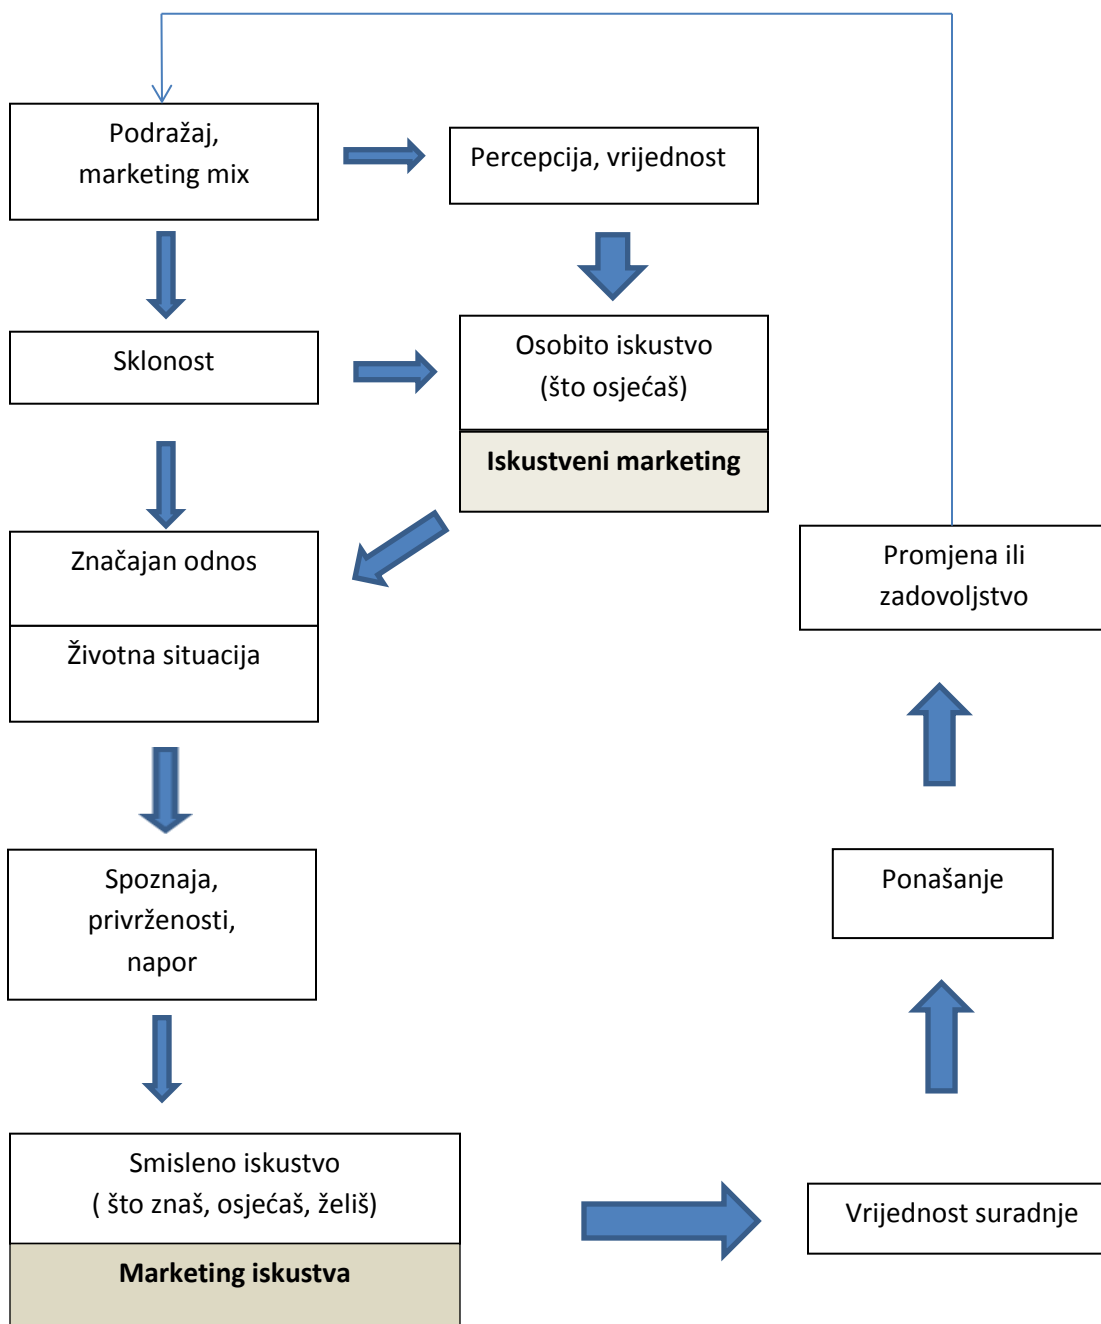 Podražaj,
marketing mix
Percepcija, vrijednost
Sklonost
Osobito iskustvo
(što osjećaš)
Iskustveni marketing
Značajan odnos
Životna situacija
Promjena ili
zadovoljstvo
Spoznaja,
privrženosti,
napor
Ponašanje
Smisleno iskustvo
( što znaš, osjećaš, želiš)
Marketing iskustva
Vrijednost suradnje